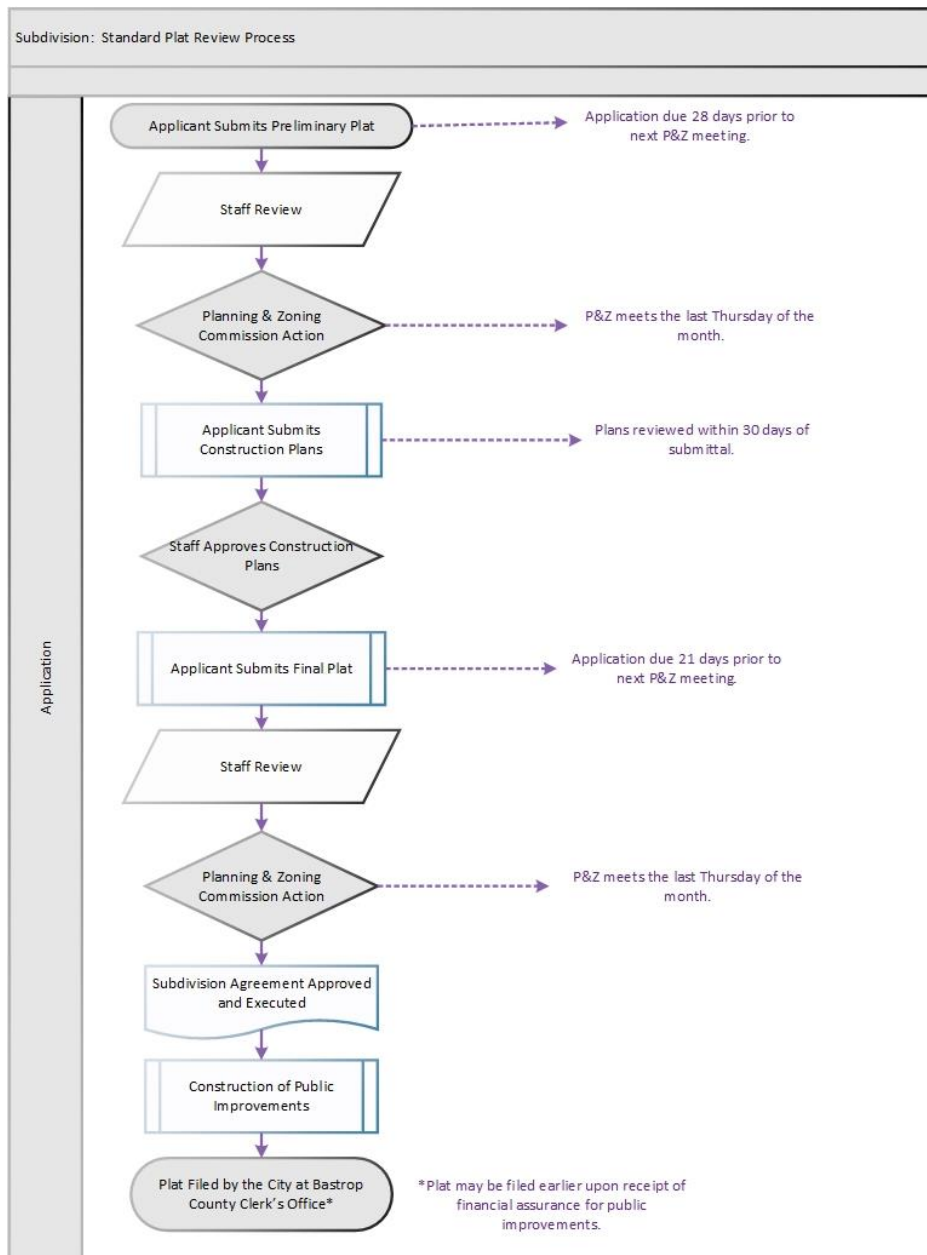 Subdivision: Standard Plat Review Process
Applicant Submits Preliminary Plat
Application due 28 days prior to
next P&Z meeting.
Staff Review
Planning & Zoning
Commission Action
P&Z meets the last Thursday of the
month.
Applicant Submits
Construction Plans
Plans reviewed within 30 days of
submittal.
Staff Approves Construction
Plans
Application
Applicant Submits Final Plat
Application due 21 days prior to
next P&Z meeting.
Staff Review
Planning & Zoning
Commission Action
P&Z meets the last Thursday of the
month.
Subdivision Agreement Approved
and Executed
Construction of Public
Improvements
Plat Filed by the City at Bastrop
County Clerk's Office*
*Plat may be filed earlier upon receipt of
financial assurance for public
improvements.